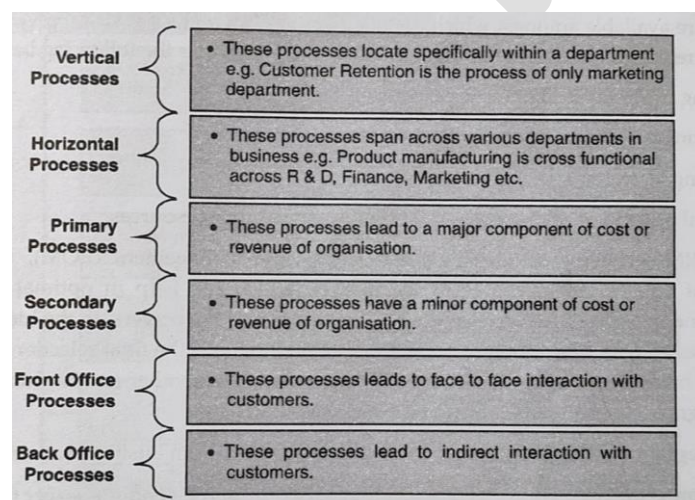 Vertical
Processes
• These processes locate specifically within a department
e.g. Customer Retention is the process of only marketing
department.
Horizontal
Processes
• These processes span across various departments in
business e.g. Product manufacturing is cross functional
across R & D, Finance, Marketing etc.
Primary
Processes
• These processes lead to a major component of cost or
revenue of organisation.
Secondary
Processes
• These processes have a minor component of cost or
revenue of organisation.
Front Office
Processes
• These processes leads to face to face interaction with
customers.
Back Office
Processes
• These processes lead to indirect interaction with
customers.